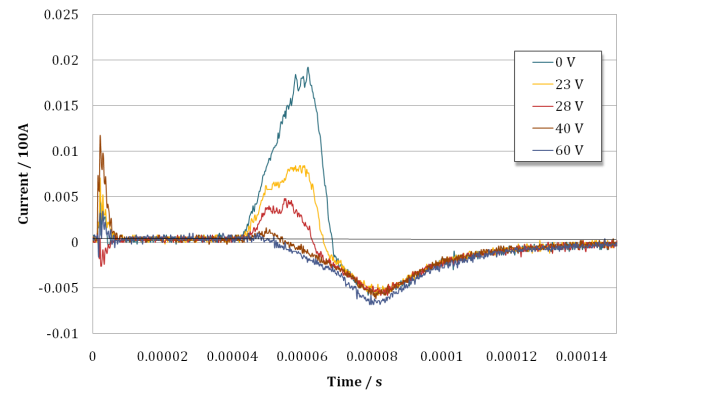 0.025
0.02
0.015
0.01
0.005
0
-0.005
-0.01
Current / 100A
0 V
23 V
28 V
40 V
60 V
0 0.00002 0.00004 0.00006 0.00008 0.0001 0.00012 0.00014
Time / s